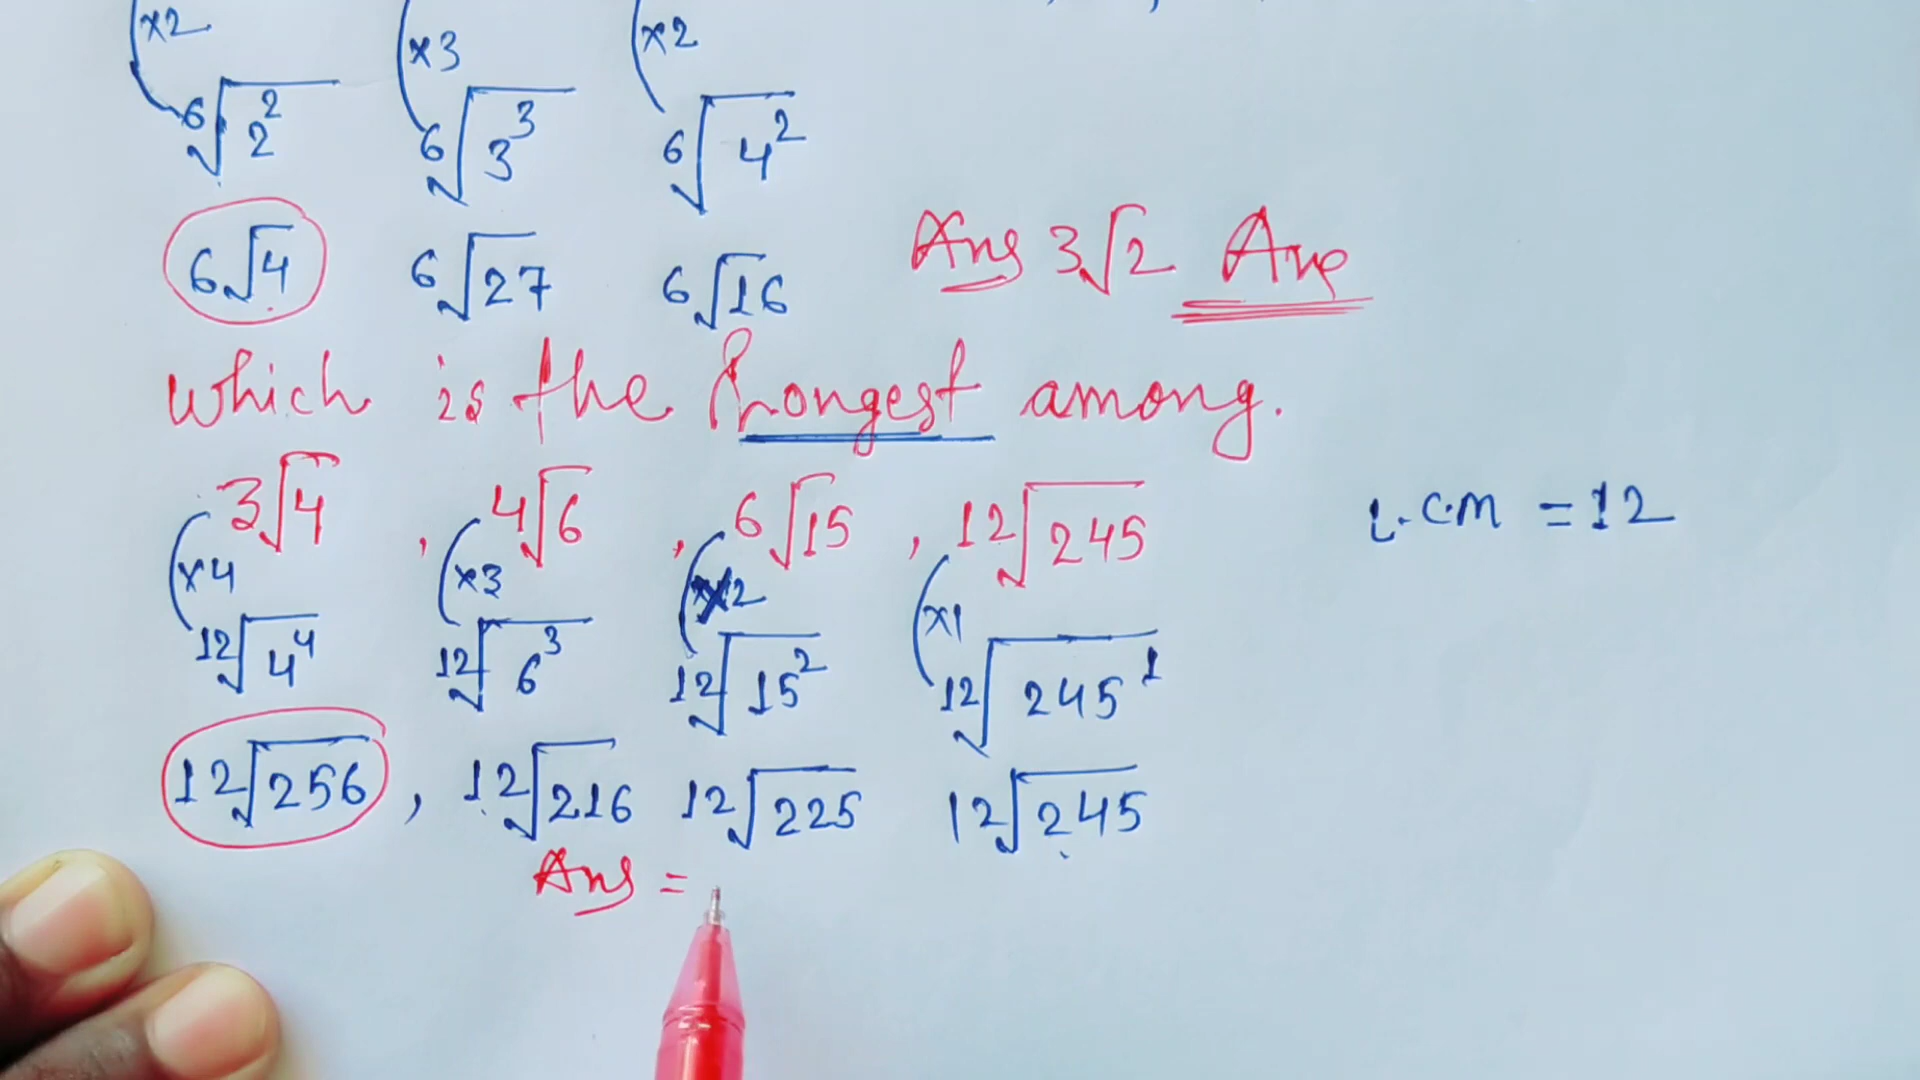 ×2 ×3 ×2
⁶√2² ⁶√3³ ⁶√4²
6√4 6√27 6√16 Ans 3√2 Ans
which is the longest among.
3√4 , 4√6 , 6√15 , 12√245 L.C.M = 12
×4 ×3 ×2 ×1
12√4⁴ 12√6³ 12√15² 12√245¹
12√256 , 12√216 12√225 12√245
Ans =